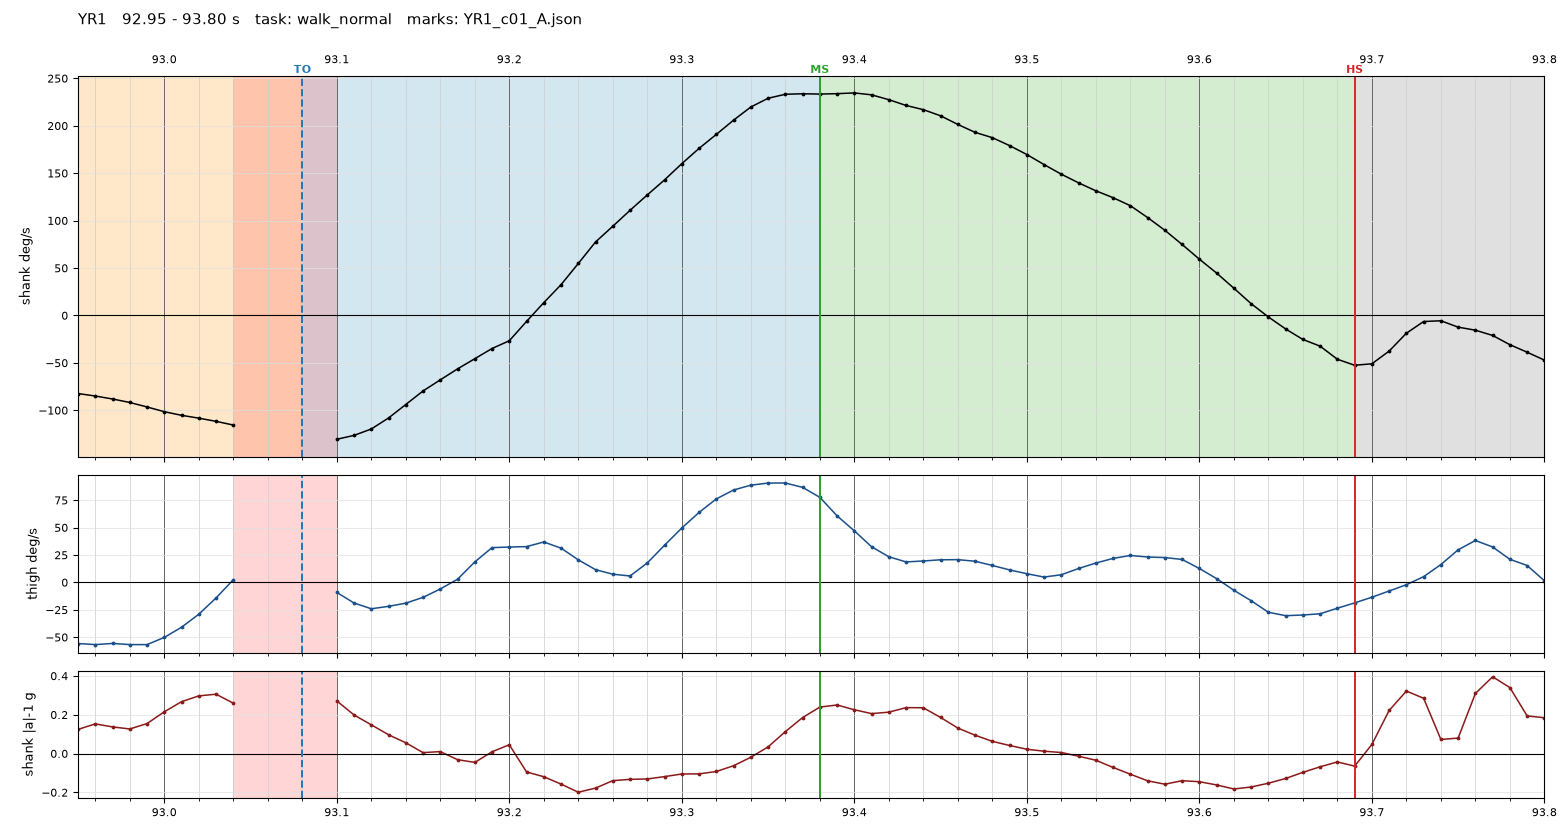 YR1   92.95 - 93.80 s   task: walk_normal   marks: YR1_c01_A.json
93.0 93.1 93.2 93.3 93.4 93.5 93.6 93.7 93.8
TO MS HS
shank deg/s
250
200
150
100
50
0
−50
−100
thigh deg/s
75
50
25
0
−25
−50
shank |a|-1 g
0.4
0.2
0.0
−0.2
93.0 93.1 93.2 93.3 93.4 93.5 93.6 93.7 93.8